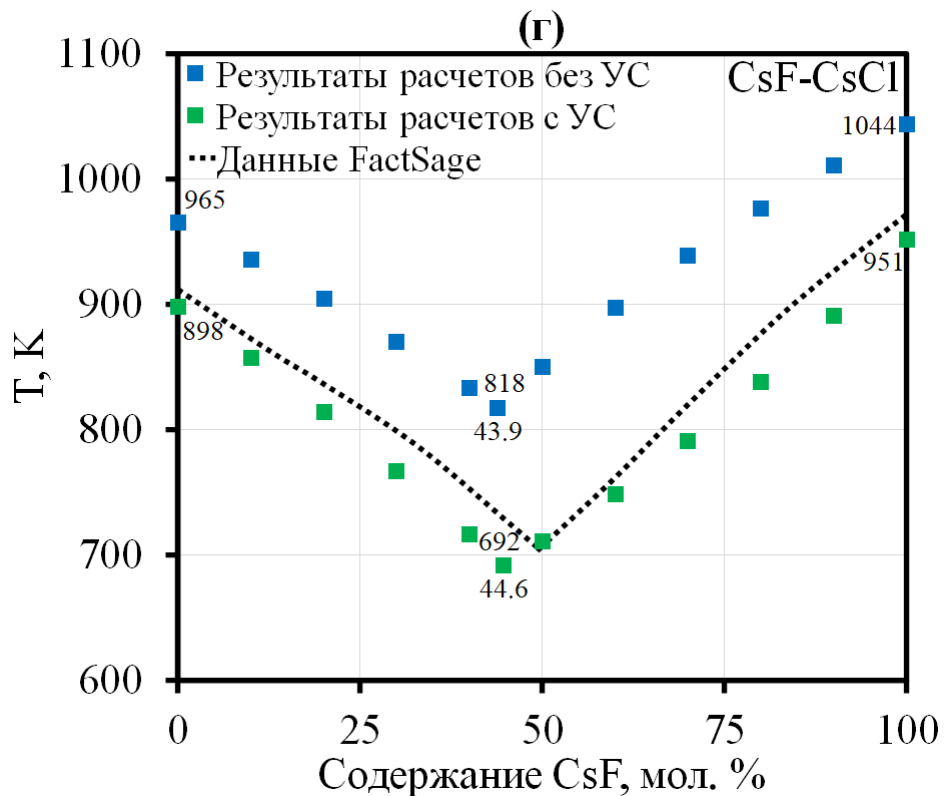 (г)
1100
1000
900
800
700
600
Т, К
Результаты расчетов без УС
Результаты расчетов с УС
Данные FactSage
CsF-CsCl
1044
965
951
898
818
43.9
692
44.6
0
25
50
75
100
Содержание CsF, мол. %